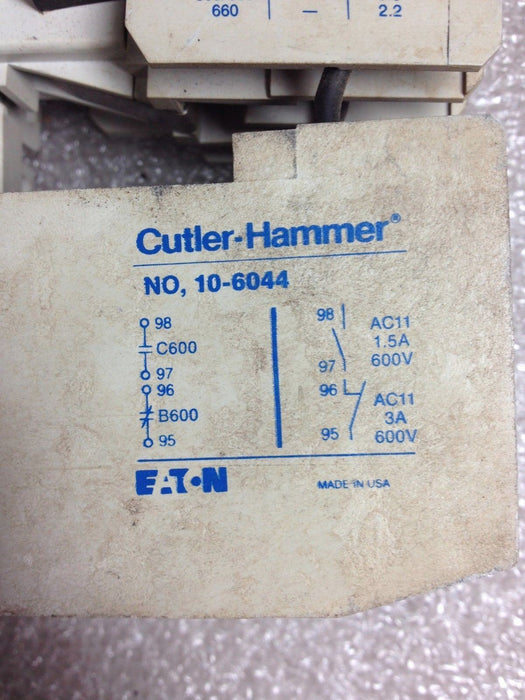 660 — 2.2
Cutler-Hammer®
NO, 10-6044
98
C600
97
96
B600
95
98
97
AC11
1.5A
600V
96
95
AC11
3A
600V
EATON
MADE IN USA